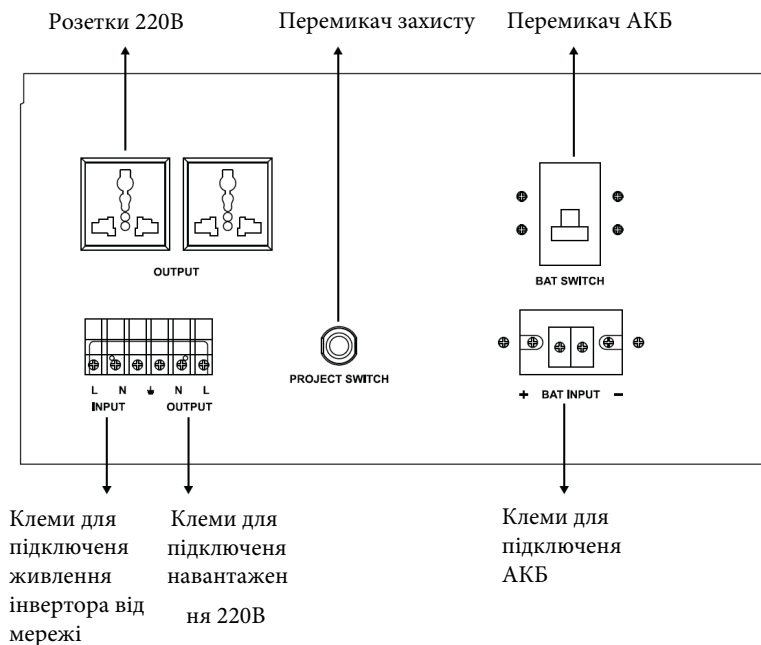 Розетки 220В
Перемикач захисту
Перемикач АКБ
OUTPUT
BAT SWITCH
L N N L
INPUT OUTPUT
PROJECT SWITCH
+ BAT INPUT −
Клеми для
підключеня
живлення
інвертора від
мережі
Клеми для
підключеня
навантажен
ня 220В
Клеми для
підключеня
АКБ